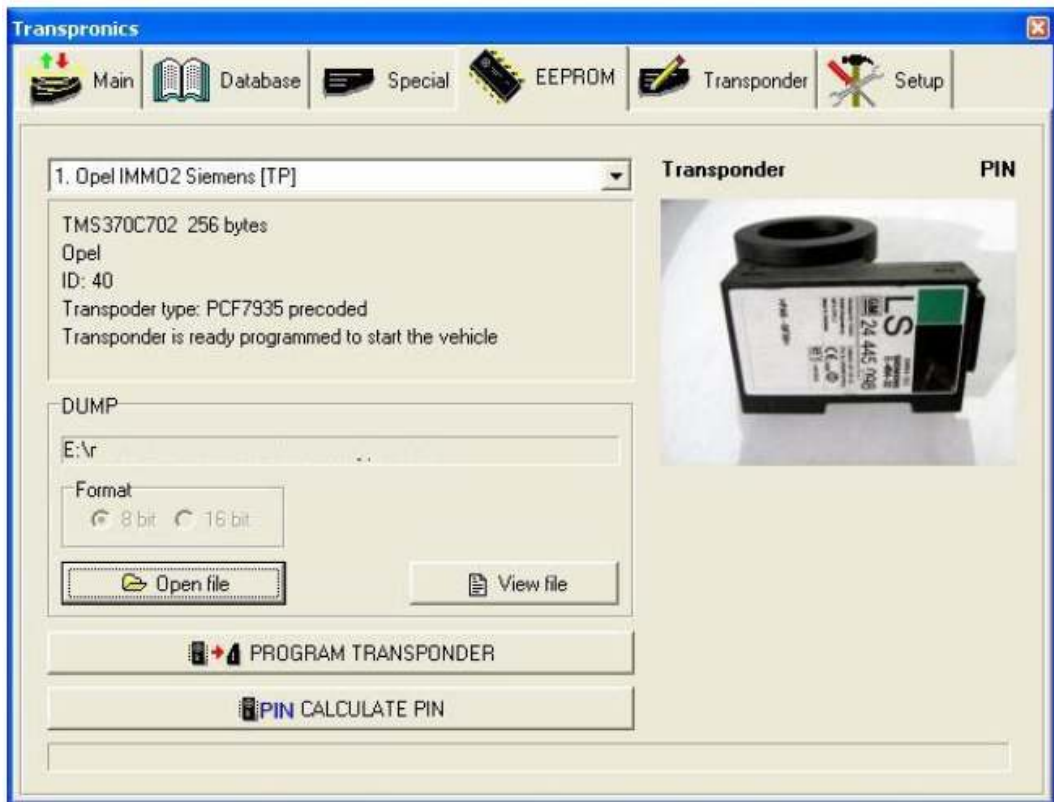 Transpronics
Main
Database
Special
EEPROM
Transponder
Setup
1. Opel IMMO2 Siemens [TP]
Transponder PIN
TMS370C702 256 bytes
Opel
ID: 40
Transpoder type: PCF7935 precoded
Transponder is ready programmed to start the vehicle
LS
GM 24 445 098
SIEMENS
DUMP
E:\r
Format
8 bit 16 bit
Open file
View file
PROGRAM TRANSPONDER
PIN CALCULATE PIN